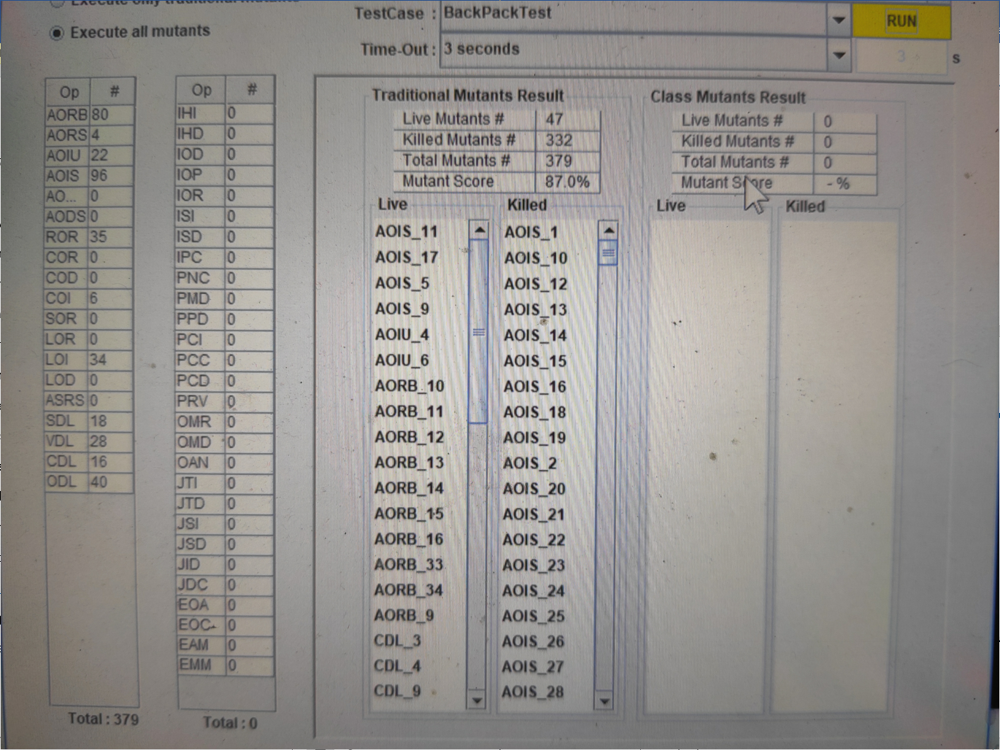 Execute only traditional mutants
Execute all mutants
TestCase : BackPackTest
RUN
Time-Out : 3 seconds
3 s
Op #
AORB 80
AORS 4
AOIU 22
AOIS 96
AO... 0
AODS 0
ROR 35
COR 0
COD 0
COI 6
SOR 0
LOR 0
LOI 34
LOD 0
ASRS 0
SDL 18
VDL 28
CDL 16
ODL 40
Total : 379
Op #
IHI 0
IHD 0
IOD 0
IOP 0
IOR 0
ISI 0
ISD 0
IPC 0
PNC 0
PMD 0
PPD 0
PCI 0
PCC 0
PCD 0
PRV 0
OMR 0
OMD 0
OAN 0
JTI 0
JTD 0
JSI 0
JSD 0
JID 0
JDC 0
EOA 0
EOC 0
EAM 0
EMM 0
Total : 0
Traditional Mutants Result
Live Mutants # 47
Killed Mutants # 332
Total Mutants # 379
Mutant Score 87.0%
Live
AOIS_11
AOIS_17
AOIS_5
AOIS_9
AOIU_4
AOIU_6
AORB_10
AORB_11
AORB_12
AORB_13
AORB_14
AORB_15
AORB_16
AORB_33
AORB_34
AORB_9
CDL_3
CDL_4
CDL_9
Killed
AOIS_1
AOIS_10
AOIS_12
AOIS_13
AOIS_14
AOIS_15
AOIS_16
AOIS_18
AOIS_19
AOIS_2
AOIS_20
AOIS_21
AOIS_22
AOIS_23
AOIS_24
AOIS_25
AOIS_26
AOIS_27
AOIS_28
Class Mutants Result
Live Mutants # 0
Killed Mutants # 0
Total Mutants # 0
Mutant Score - %
Live
Killed